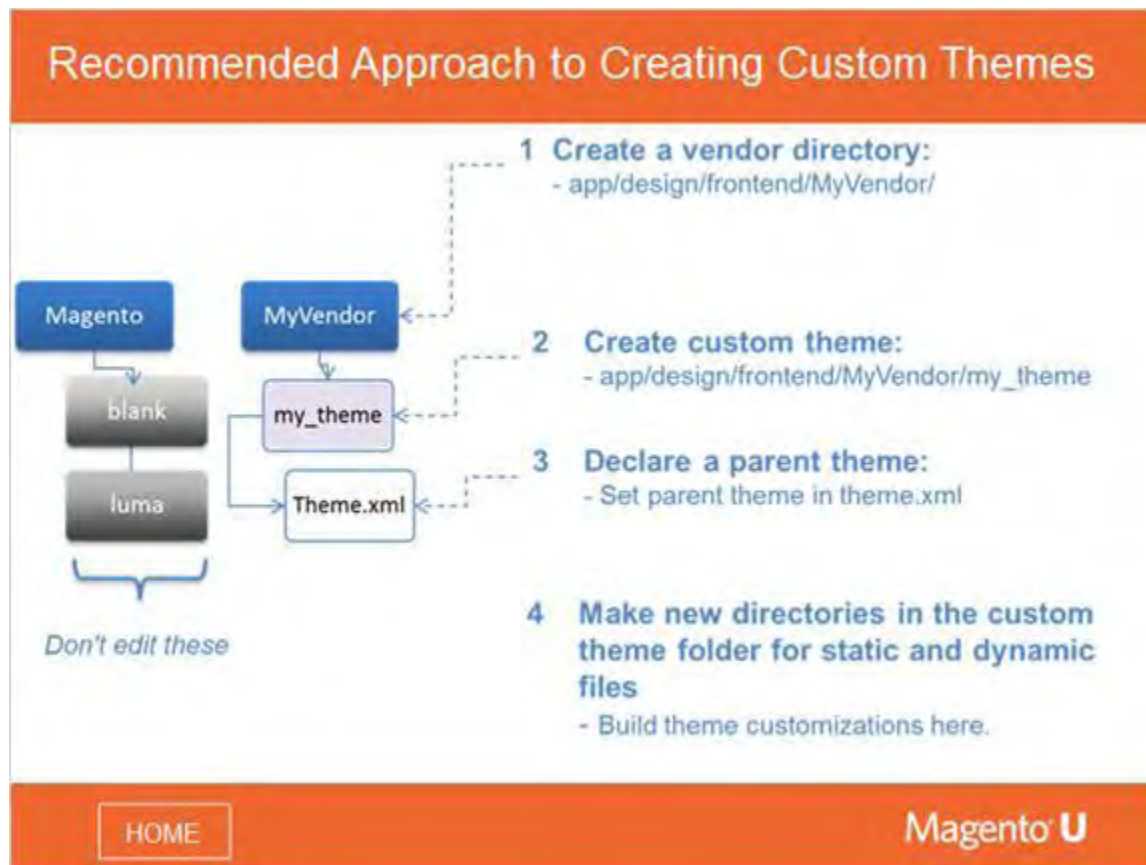 Recommended Approach to Creating Custom Themes
1 Create a vendor directory:
- app/design/frontend/MyVendor/
Magento
MyVendor
2 Create custom theme:
- app/design/frontend/MyVendor/my_theme
blank
my_theme
3 Declare a parent theme:
- Set parent theme in theme.xml
luma
Theme.xml
4 Make new directories in the custom
theme folder for static and dynamic
files
- Build theme customizations here.
Don't edit these
HOME
Magento U